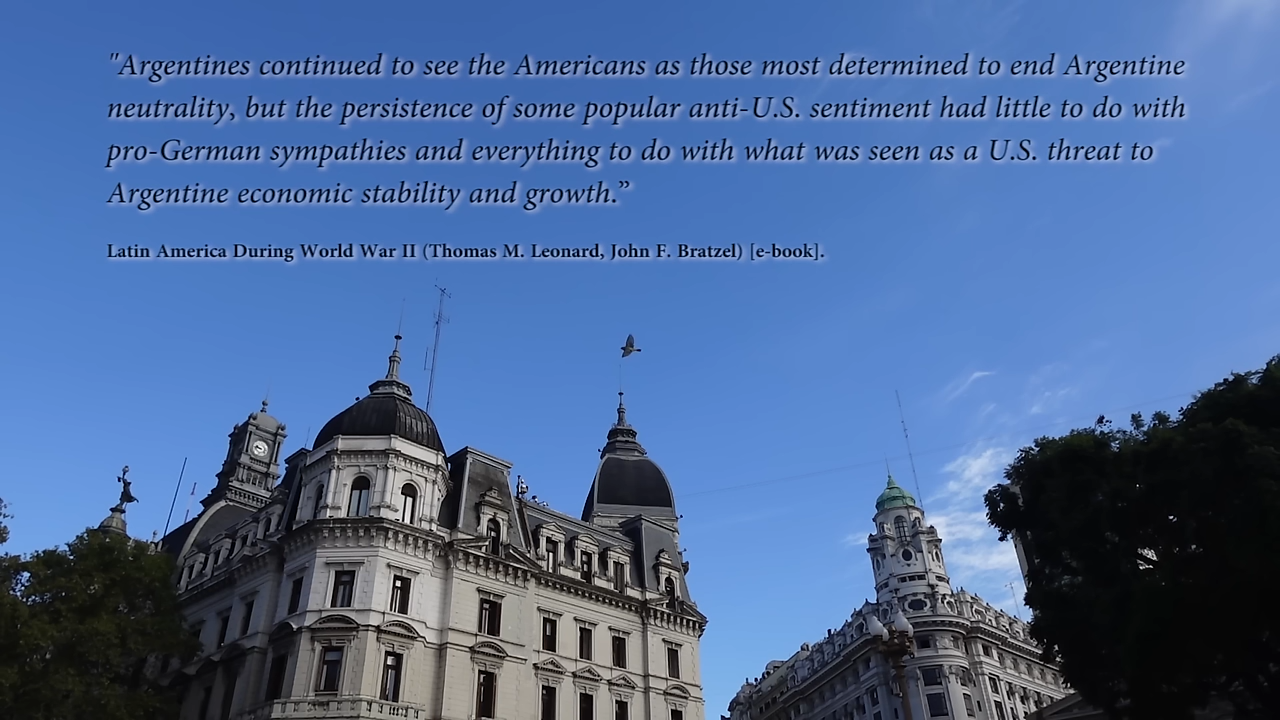 "Argentines continued to see the Americans as those most determined to end Argentine
neutrality, but the persistence of some popular anti-U.S. sentiment had little to do with
pro-German sympathies and everything to do with what was seen as a U.S. threat to
Argentine economic stability and growth.”
Latin America During World War II (Thomas M. Leonard, John F. Bratzel) [e-book].